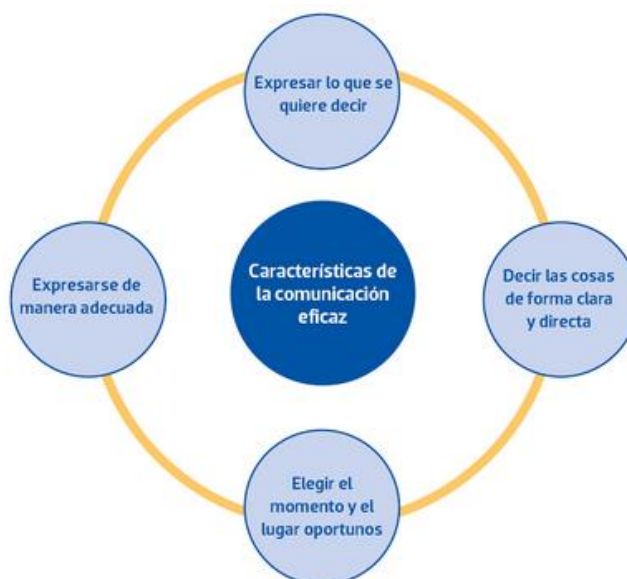 Expresar lo que se
quiere decir
Características de
la comunicación
eficaz
Expresarse de
manera adecuada
Decir las cosas
de forma clara
y directa
Elegir el
momento y el
lugar oportunos